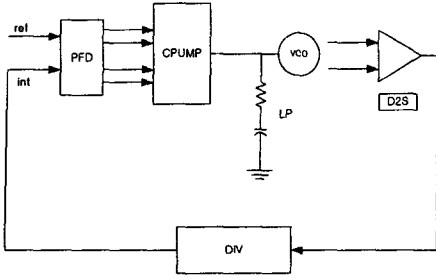 ref
PFD
CPUMP
VCO
int
LP
D2S
DIV